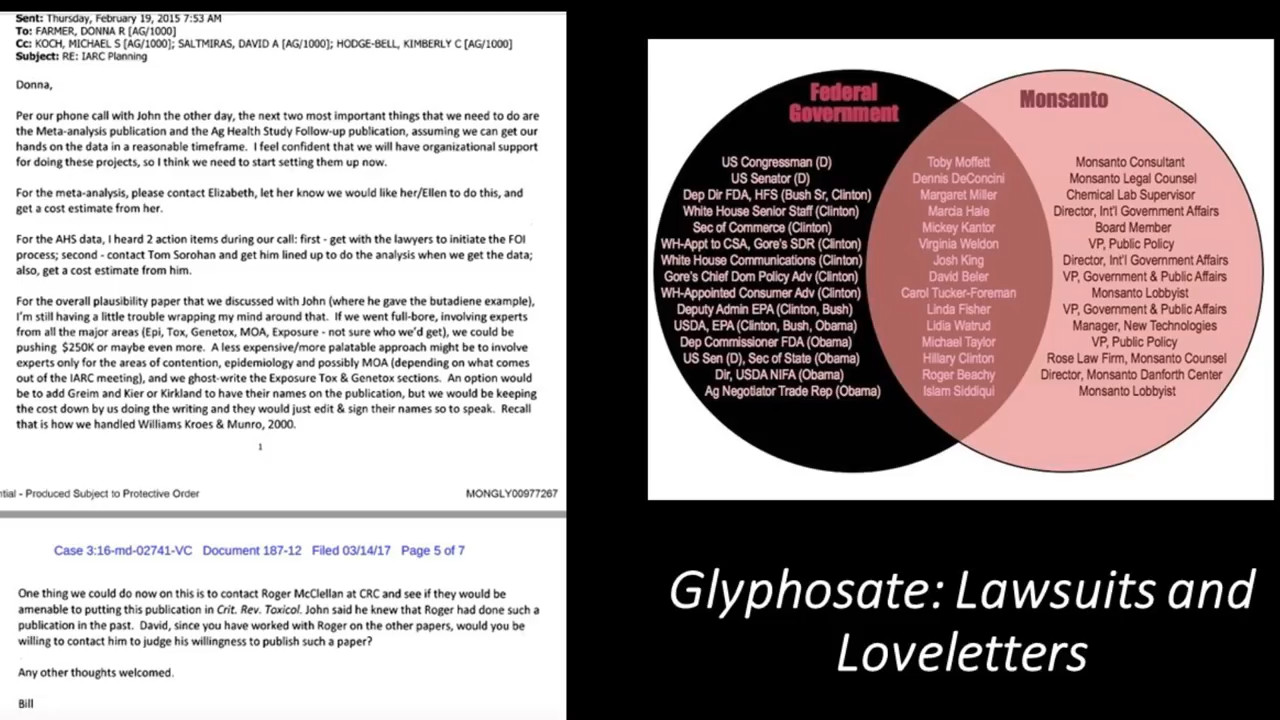 Sent: Thursday, February 19, 2015 7:53 AM
To: FARMER, DONNA R [AG/1000]
Cc: KOCH, MICHAEL S [AG/1000]; SALTMIRAS, DAVID A [AG/1000]; HODGE-BELL, KIMBERLY C [AG/1000]
Subject: RE: IARC Planning
Donna,
Per our phone call with John the other day, the next two most important things that we need to do are
the Meta-analysis publication and the Ag Health Study Follow-up publication, assuming we can get our
hands on the data in a reasonable timeframe. I feel confident that we will have organizational support
for doing these projects, so I think we need to start setting them up now.
For the meta-analysis, please contact Elizabeth, let her know we would like her/Ellen to do this, and
get a cost estimate from her.
For the AHS data, I heard 2 action items during our call: first - get with the lawyers to initiate the FOI
process; second - contact Tom Sorohan and get him lined up to do the analysis when we get the data;
also, get a cost estimate from him.
For the overall plausibility paper that we discussed with John (where he gave the butadiene example),
I'm still having a little trouble wrapping my mind around that. If we went full-bore, involving experts
from all the major areas (Epi, Tox, Genetox, MOA, Exposure - not sure who we'd get), we could be
pushing $250K or maybe even more. A less expensive/more palatable approach might be to involve
experts only for the areas of contention, epidemiology and possibly MOA (depending on what comes
out of the IARC meeting), and we ghost-write the Exposure Tox & Genetox sections. An option would
be to add Greim and Kier or Kirkland to have their names on the publication, but we would be keeping
the cost down by us doing the writing and they would just edit & sign their names so to speak. Recall
that is how we handled Williams Kroes & Munro, 2000.
1
ntial - Produced Subject to Protective Order MONGLY00977267
Case 3:16-md-02741-VC Document 187-12 Filed 03/14/17 Page 5 of 7
One thing we could do now on this is to contact Roger McClellan at CRC and see if they would be
amenable to putting this publication in Crit. Rev. Toxicol. John said he knew that Roger had done such a
publication in the past. David, since you have worked with Roger on the other papers, would you be
willing to contact him to judge his willingness to publish such a paper?
Any other thoughts welcomed.
Bill
Federal
Government
Monsanto
US Congressman (D) Toby Moffett Monsanto Consultant
US Senator (D) Dennis DeConcini Monsanto Legal Counsel
Dep Dir FDA, HFS (Bush Sr, Clinton) Margaret Miller Chemical Lab Supervisor
White House Senior Staff (Clinton) Marcia Hale Director, Int'l Government Affairs
Sec of Commerce (Clinton) Mickey Kantor Board Member
WH-Appt to CSA, Gore's SDR (Clinton) Virginia Weldon VP, Public Policy
White House Communications (Clinton) Josh King Director, Int'l Government Affairs
Gore's Chief Dom Policy Adv (Clinton) David Beler VP, Government & Public Affairs
WH-Appointed Consumer Adv (Clinton) Carol Tucker-Foreman Monsanto Lobbyist
Deputy Admin EPA (Clinton, Bush) Linda Fisher VP, Government & Public Affairs
USDA, EPA (Clinton, Bush, Obama) Lidia Watrud Manager, New Technologies
Dep Commissioner FDA (Obama) Michael Taylor VP, Public Policy
US Sen (D), Sec of State (Obama) Hillary Clinton Rose Law Firm, Monsanto Counsel
Dir, USDA NIFA (Obama) Roger Beachy Director, Monsanto Danforth Center
Ag Negotiator Trade Rep (Obama) Islam Siddiqui Monsanto Lobbyist
Glyphosate: Lawsuits and
Loveletters